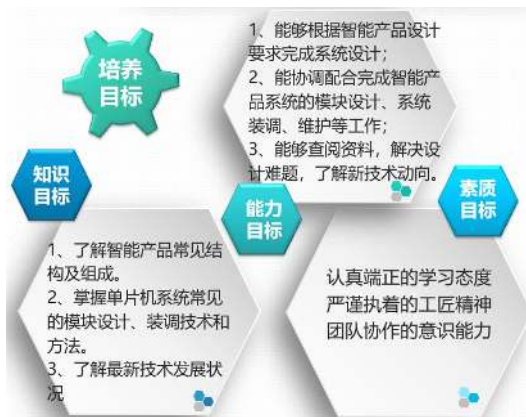 培养
目标
1、能够根据智能产品设计
要求完成系统设计；
2、能协调配合完成智能产
品系统的模块设计、系统
装调、维护等工作；
3、能够查阅资料，解决设
计难题，了解新技术动向。
知识
目标
能力
目标
素质
目标
1、了解智能产品常见结
构及组成。
2、掌握单片机系统常见
的模块设计、装调技术和
方法。
3、了解最新技术发展状
况
认真端正的学习态度
严谨执着的工匠精神
团队协作的意识能力